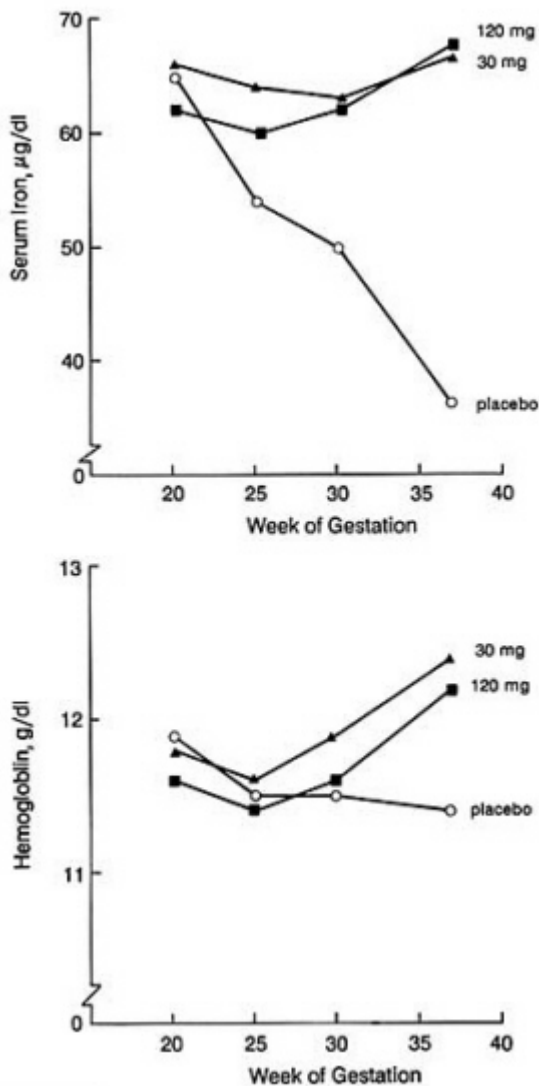 70
60
50
40
0
Serum Iron, µg/dl
120 mg
30 mg
placebo
20 25 30 35 40
Week of Gestation
13
12
11
0
Hemoglobin, g/dl
30 mg
120 mg
placebo
20 25 30 35 40
Week of Gestation